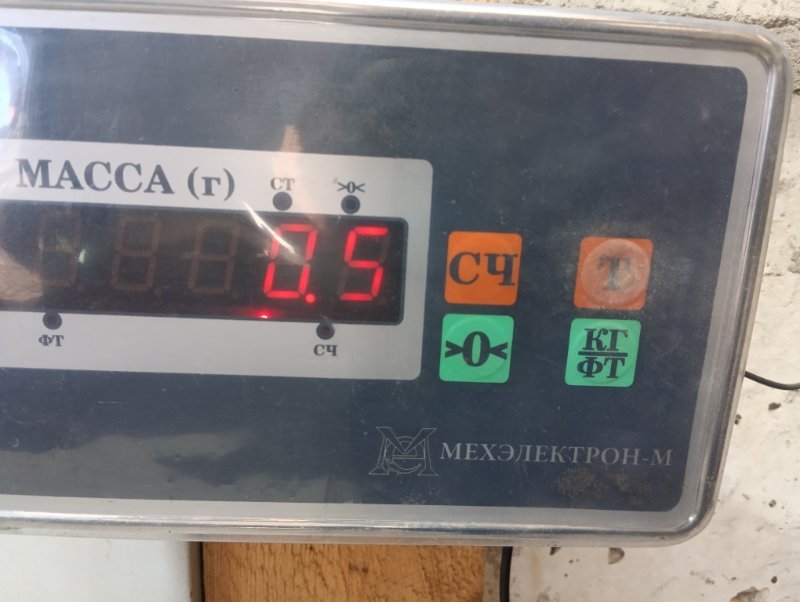 МАССА (г)
СТ >0<
0.5
ФТ
СЧ
СЧ Т
>0< КГ
ФТ
МЕХЭЛЕКТРОН-М